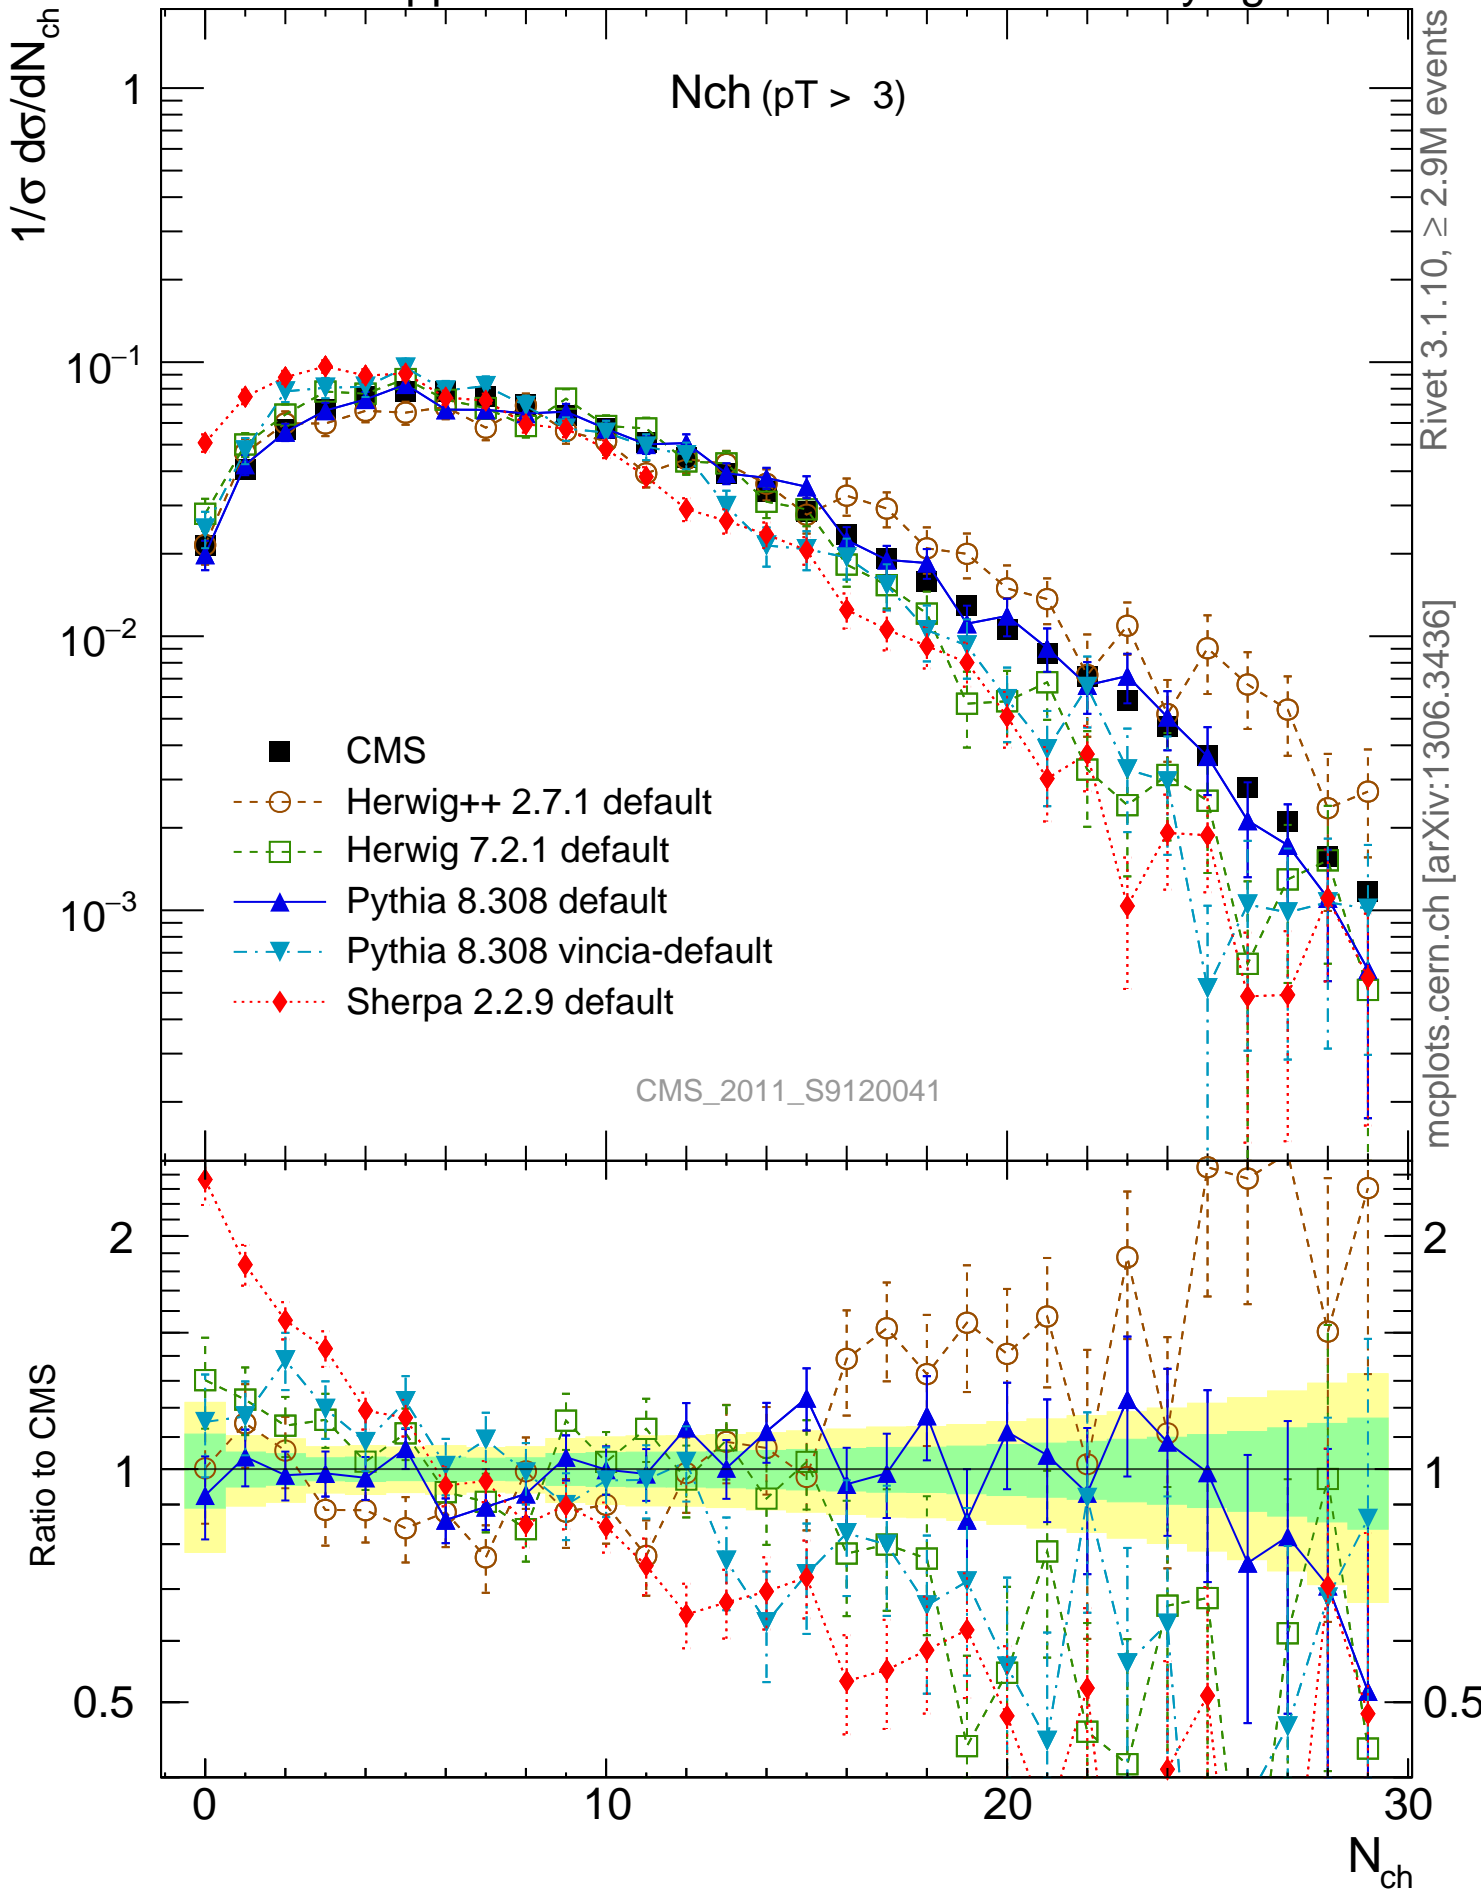 Nch (pT > 3)
1/σ dσ/dN_ch
1
10⁻¹
10⁻²
10⁻³
CMS
Herwig++ 2.7.1 default
Herwig 7.2.1 default
Pythia 8.308 default
Pythia 8.308 vincia-default
Sherpa 2.2.9 default
CMS_2011_S9120041
Rivet 3.1.10, ≥ 2.9M events
mcplots.cern.ch [arXiv:1306.3436]
Ratio to CMS
2 2
1 1
0.5 0.5
0 10 20 30
N_ch